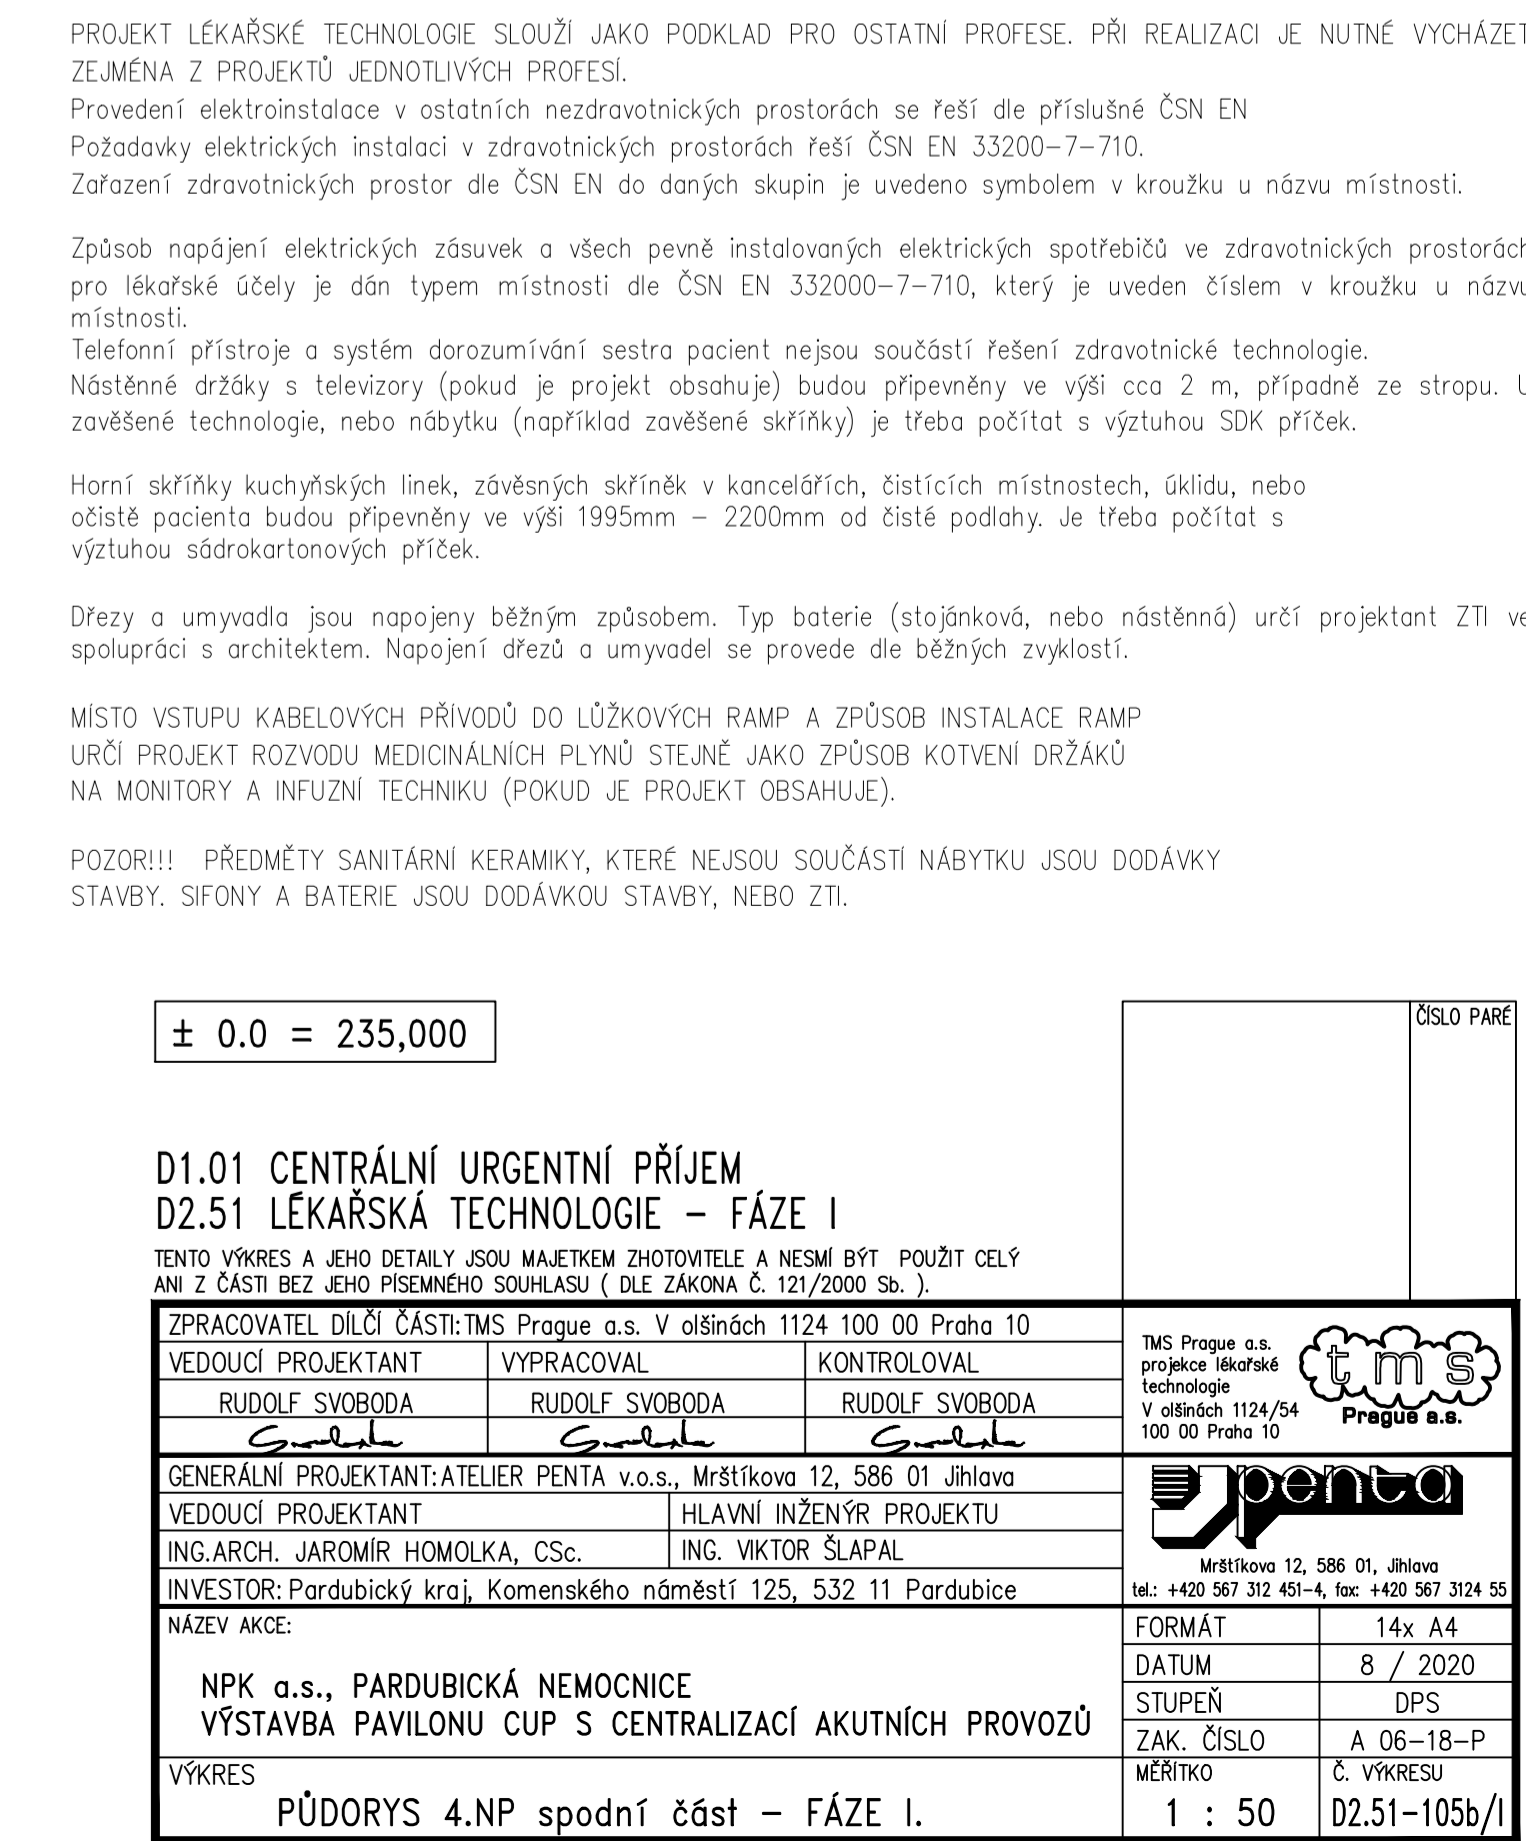 PROJEKT LÉKAŘSKÉ TECHNOLOGIE SLOUŽÍ JAKO PODKLAD PRO OSTATNÍ PROFESE. PŘI REALIZACI JE NUTNÉ VYCHÁZET
ZEJMÉNA Z PROJEKTŮ JEDNOTLIVÝCH PROFESÍ.
Provedení elektroinstalace v ostatních nezdravotnických prostorách se řeší dle příslušné ČSN EN
Požadavky elektrických instalaci v zdravotnických prostorách řeší ČSN EN 33200-7-710.
Zařazení zdravotnických prostor dle ČSN EN do daných skupin je uvedeno symbolem v kroužku u názvu místnosti.
Způsob napájení elektrických zásuvek a všech pevně instalovaných elektrických spotřebičů ve zdravotnických prostorách
pro lékařské účely je dán typem místnosti dle ČSN EN 332000-7-710, který je uveden číslem v kroužku u názvu
místnosti.
Telefonní přístroje a systém dorozumívání sestra pacient nejsou součástí řešení zdravotnické technologie.
Nástěnné držáky s televizory (pokud je projekt obsahuje) budou připevněny ve výši cca 2 m, případně ze stropu. U
zavěšené technologie, nebo nábytku (například zavěšené skříňky) je třeba počítat s výztuhou SDK příček.
Horní skříňky kuchyňských linek, závěsných skříněk v kancelářích, čistících místnostech, úklidu, nebo
očistě pacienta budou připevněny ve výši 1995mm – 2200mm od čisté podlahy. Je třeba počítat s
výztuhou sádrokartonových příček.
Dřezy a umyvadla jsou napojeny běžným způsobem. Typ baterie (stojánková, nebo nástěnná) určí projektant ZTI ve
spolupráci s architektem. Napojení dřezů a umyvadel se provede dle běžných zvyklostí.
MÍSTO VSTUPU KABELOVÝCH PŘÍVODŮ DO LŮŽKOVÝCH RAMP A ZPŮSOB INSTALACE RAMP
URČÍ PROJEKT ROZVODU MEDICINÁLNÍCH PLYNŮ STEJNĚ JAKO ZPŮSOB KOTVENÍ DRŽÁKŮ
NA MONITORY A INFUZNÍ TECHNIKU (POKUD JE PROJEKT OBSAHUJE).
POZOR!!! PŘEDMĚTY SANITÁRNÍ KERAMIKY, KTERÉ NEJSOU SOUČÁSTÍ NÁBYTKU JSOU DODÁVKY
STAVBY. SIFONY A BATERIE JSOU DODÁVKOU STAVBY, NEBO ZTI.
± 0.0 = 235,000
ČÍSLO PARÉ
D1.01 CENTRÁLNÍ URGENTNÍ PŘÍJEM
D2.51 LÉKAŘSKÁ TECHNOLOGIE – FÁZE I
TENTO VÝKRES A JEHO DETAILY JSOU MAJETKEM ZHOTOVITELE A NESMÍ BÝT POUŽIT CELÝ
ANI Z ČÁSTI BEZ JEHO PÍSEMNÉHO SOUHLASU ( DLE ZÁKONA Č. 121/2000 Sb. ).
ZPRACOVATEL DÍLČÍ ČÁSTI: TMS Prague a.s. V olšinách 1124 100 00 Praha 10
VEDOUCÍ PROJEKTANT VYPRACOVAL KONTROLOVAL
RUDOLF SVOBODA RUDOLF SVOBODA RUDOLF SVOBODA
TMS Prague a.s.
projekce lékařské
technologie
V olšinách 1124/54
100 00 Praha 10
tms
Prague a.s.
GENERÁLNÍ PROJEKTANT: ATELIER PENTA v.o.s., Mrštíkova 12, 586 01 Jihlava
VEDOUCÍ PROJEKTANT HLAVNÍ INŽENÝR PROJEKTU
ING.ARCH. JAROMÍR HOMOLKA, CSc. ING. VIKTOR ŠLAPAL
INVESTOR: Pardubický kraj, Komenského náměstí 125, 532 11 Pardubice
penta
Mrštíkova 12, 586 01, Jihlava
tel.: +420 567 312 451-4, fax: +420 567 3124 55
NÁZEV AKCE:
NPK a.s., PARDUBICKÁ NEMOCNICE
VÝSTAVBA PAVILONU CUP S CENTRALIZACÍ AKUTNÍCH PROVOZŮ
FORMÁT 14x A4
DATUM 8 / 2020
STUPEŇ DPS
ZAK. ČÍSLO A 06-18-P
VÝKRES
PŮDORYS 4.NP spodní část – FÁZE I.
MĚŘÍTKO Č. VÝKRESU
1 : 50 D2.51-105b/I